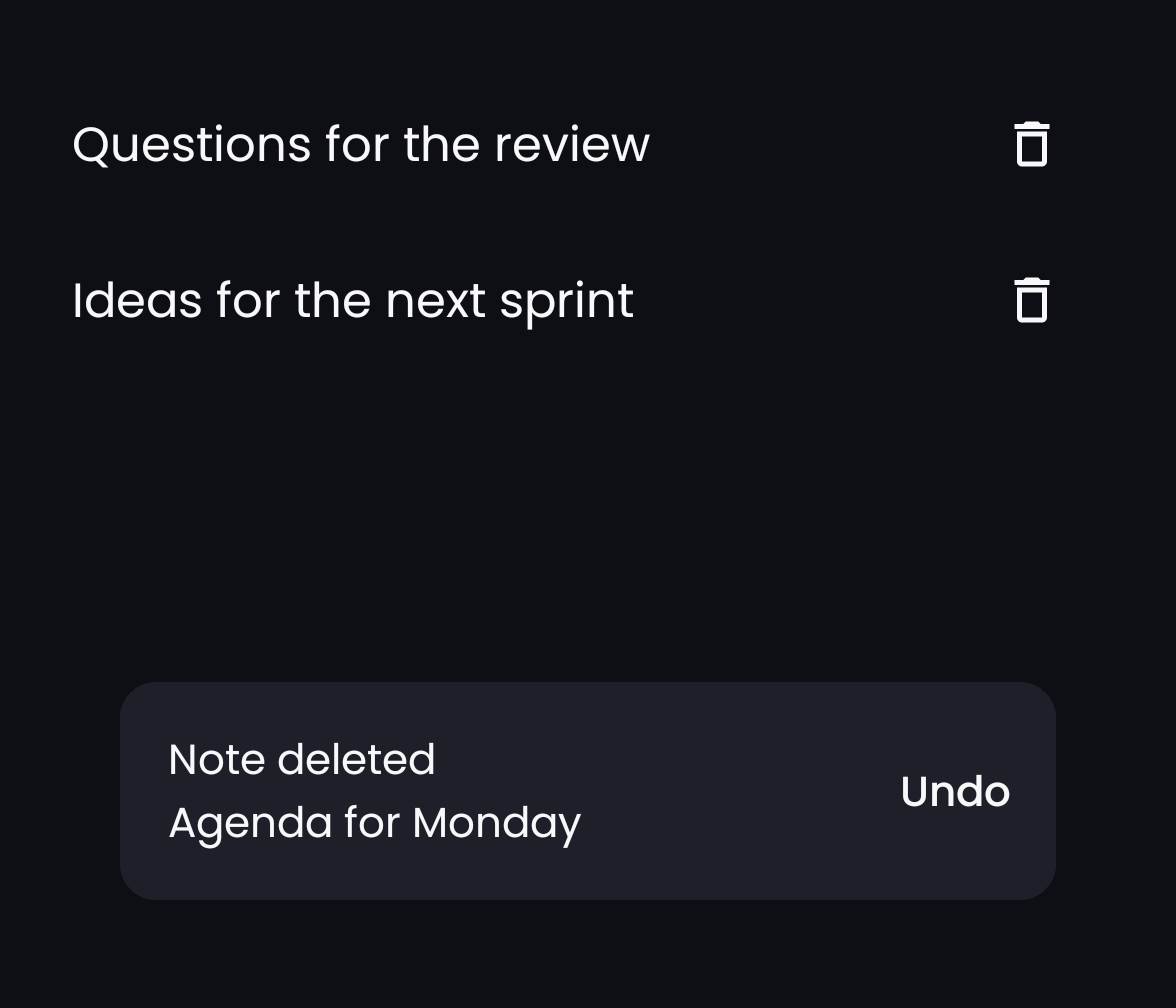 Questions for the review
Ideas for the next sprint
Note deleted
Agenda for Monday
Undo